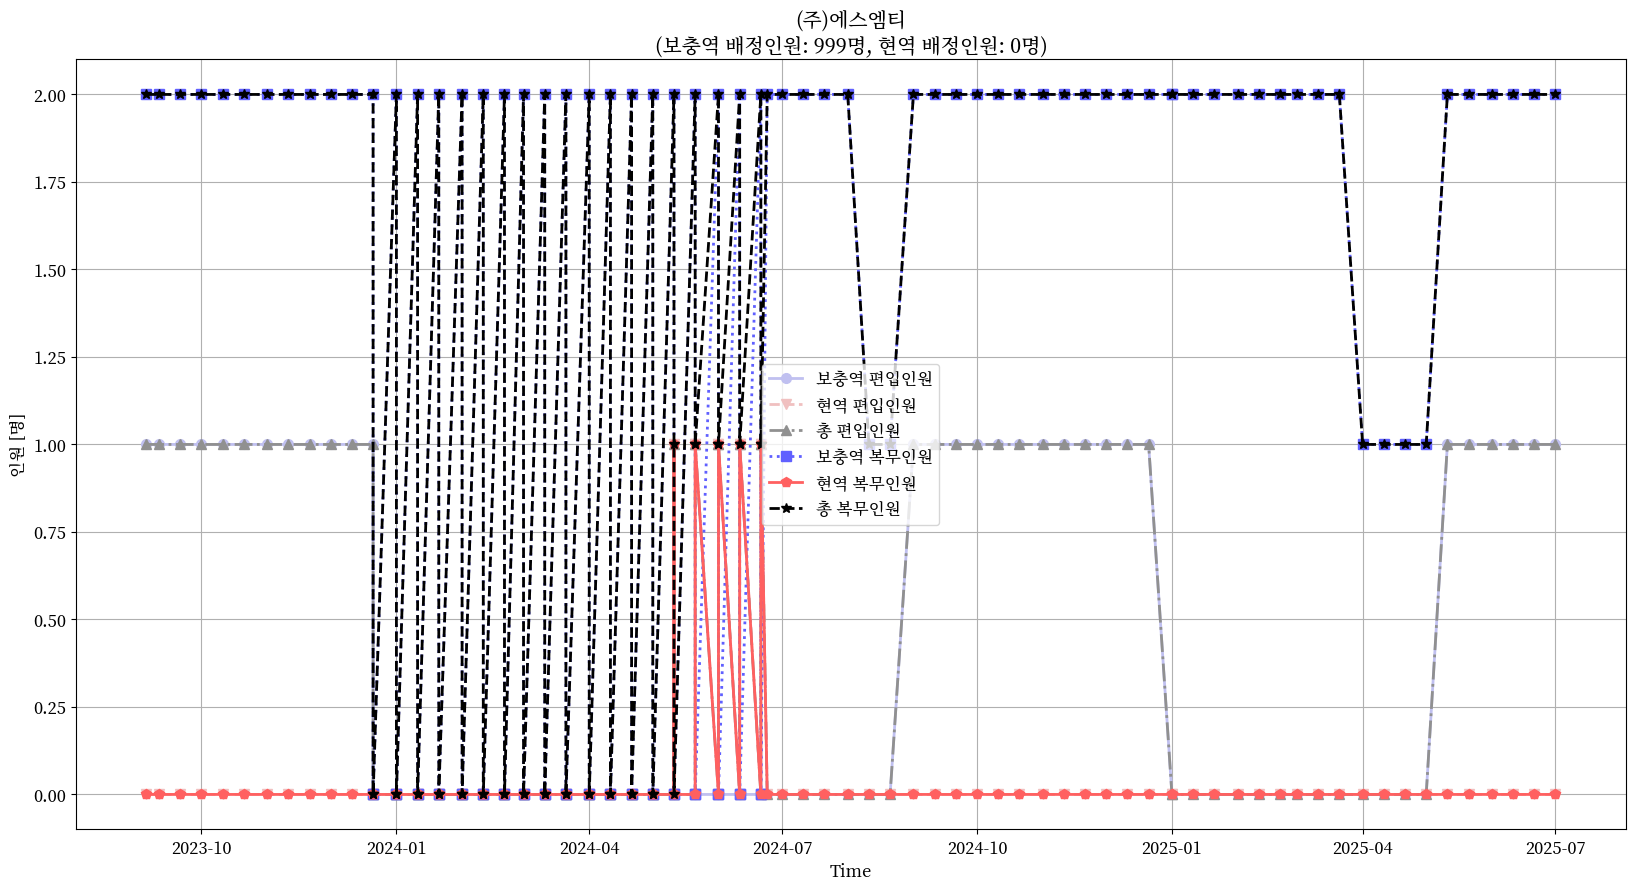 (주)에스엠티
(보충역 배정인원: 999명, 현역 배정인원: 0명)
인원 [명]
2.00
1.75
1.50
1.25
1.00
0.75
0.50
0.25
0.00
보충역 편입인원
현역 편입인원
총 편입인원
보충역 복무인원
현역 복무인원
총 복무인원
2023-10
2024-01
2024-04
2024-07
2024-10
2025-01
2025-04
2025-07
Time